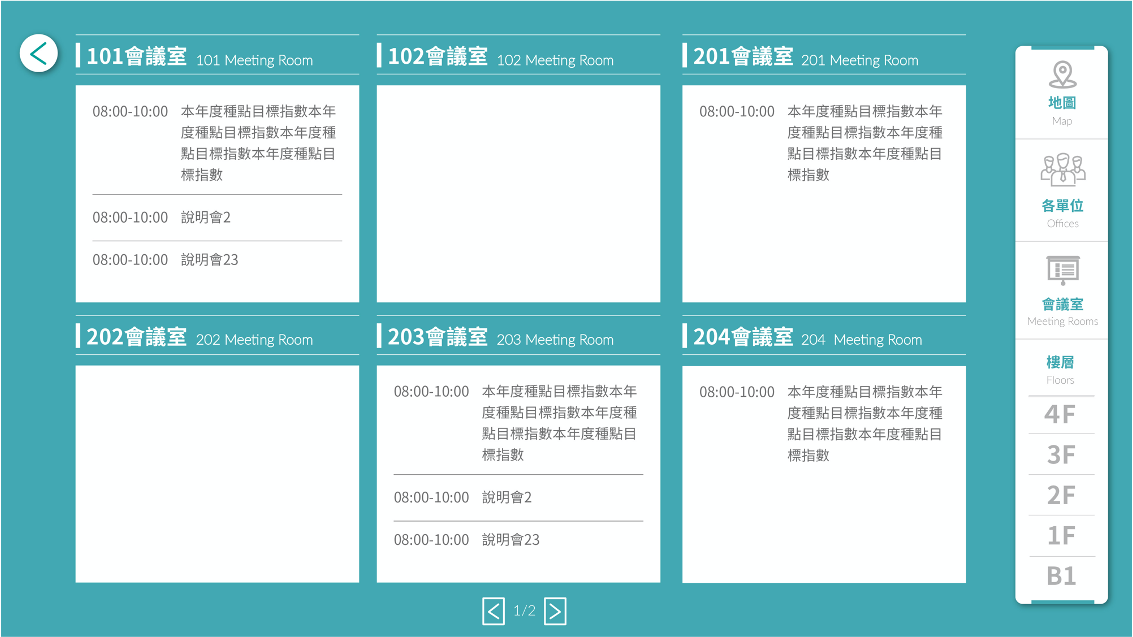 101會議室 101 Meeting Room
08:00-10:00 本年度種點目標指數本年
度種點目標指數本年度種
點目標指數本年度種點目
標指數
08:00-10:00 說明會2
08:00-10:00 說明會23
102會議室 102 Meeting Room
201會議室 201 Meeting Room
08:00-10:00 本年度種點目標指數本年
度種點目標指數本年度種
點目標指數本年度種點目
標指數
202會議室 202 Meeting Room
203會議室 203 Meeting Room
08:00-10:00 本年度種點目標指數本年
度種點目標指數本年度種
點目標指數本年度種點目
標指數
08:00-10:00 說明會2
08:00-10:00 說明會23
204會議室 204 Meeting Room
08:00-10:00 本年度種點目標指數本年
度種點目標指數本年度種
點目標指數本年度種點目
標指數
1/2
地圖
Map
各單位
Offices
會議室
Meeting Rooms
樓層
Floors
4F
3F
2F
1F
B1